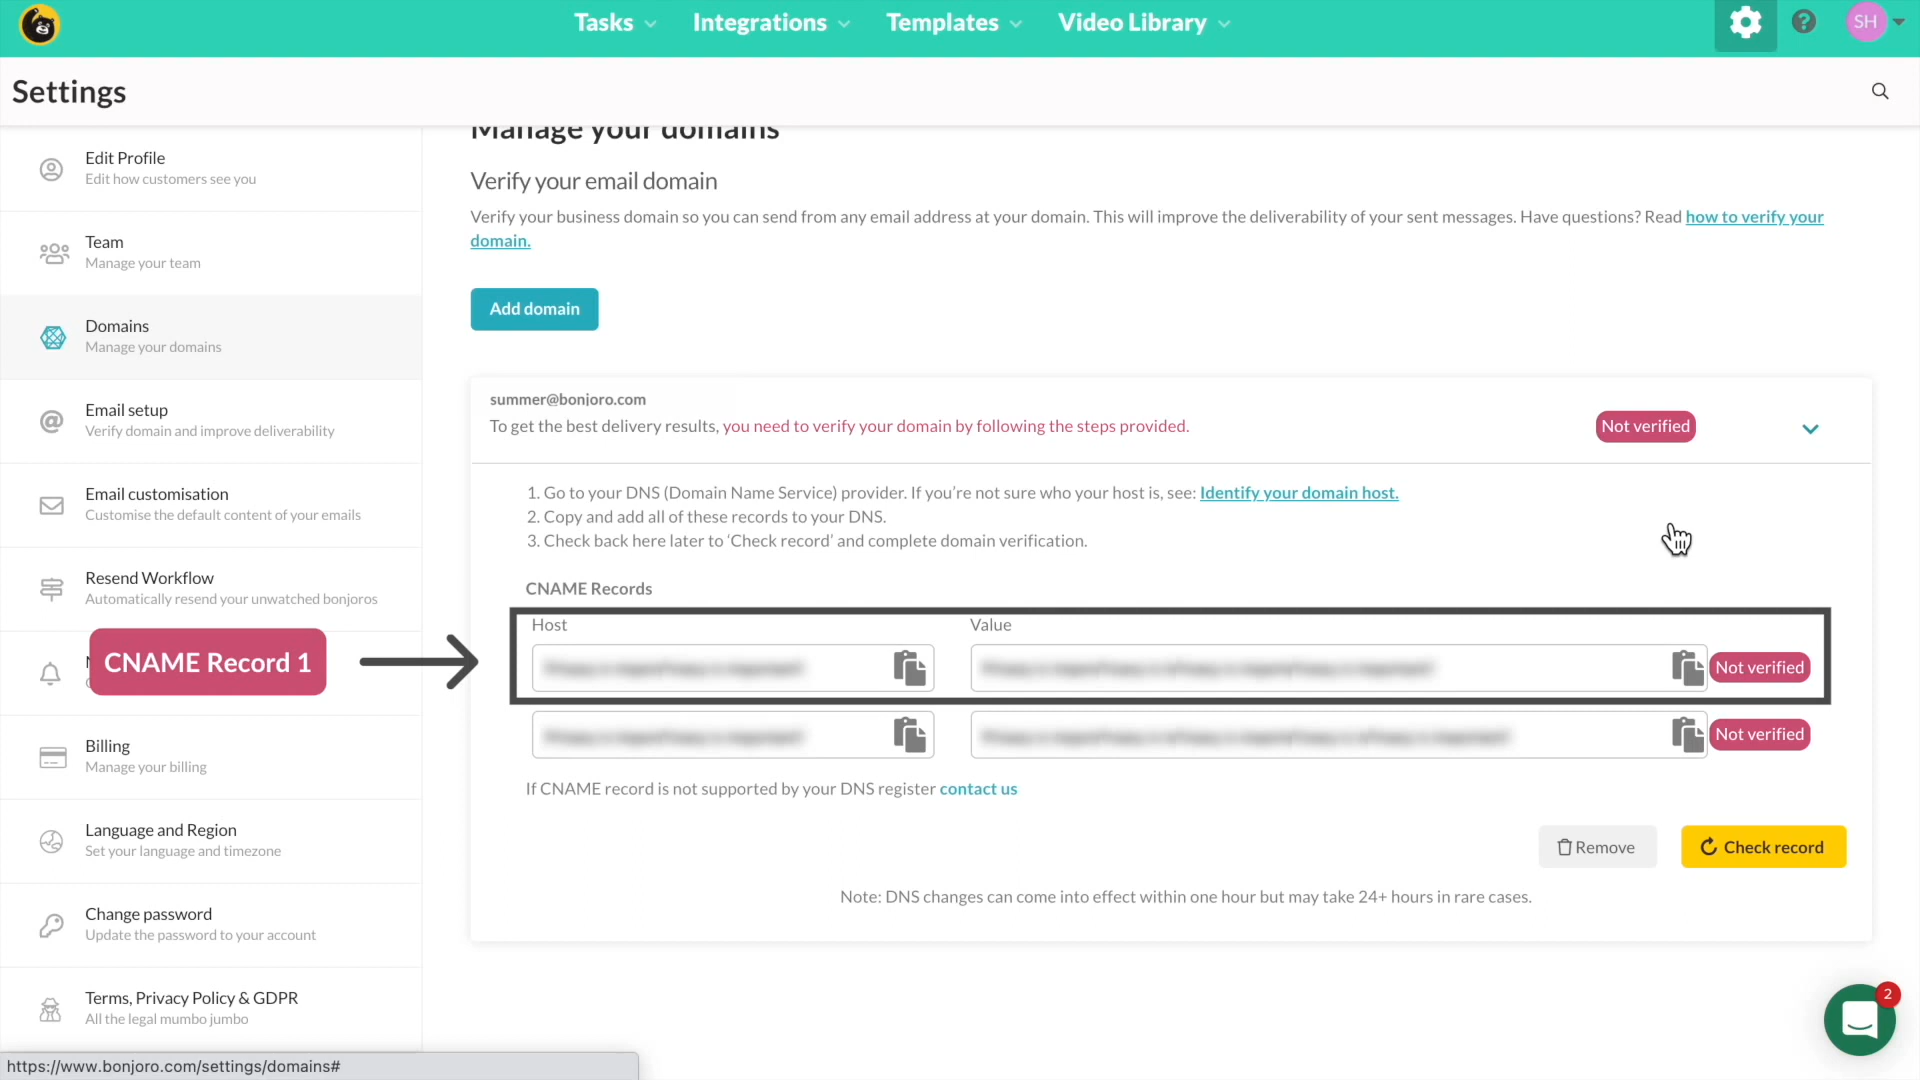 Tasks
Integrations
Templates
Video Library
SH
Settings
Edit Profile
Edit how customers see you
Team
Manage your team
Domains
Manage your domains
Email setup
Verify domain and improve deliverability
Email customisation
Customise the default content of your emails
Resend Workflow
Automatically resend your unwatched bonjoros
CNAME Record 1
Billing
Manage your billing
Language and Region
Set your language and timezone
Change password
Update the password to your account
Terms, Privacy Policy & GDPR
All the legal mumbo jumbo
https://www.bonjoro.com/settings/domains#
Manage your domains
Verify your email domain
Verify your business domain so you can send from any email address at your domain. This will improve the deliverability of your sent messages. Have questions? Read how to verify your
domain.
Add domain
summer@bonjoro.com
To get the best delivery results, you need to verify your domain by following the steps provided.
Not verified
1. Go to your DNS (Domain Name Service) provider. If you're not sure who your host is, see: Identify your domain host.
2. Copy and add all of these records to your DNS.
3. Check back here later to 'Check record' and complete domain verification.
CNAME Records
Host
Value
Not verified
Not verified
If CNAME record is not supported by your DNS register contact us
Remove
Check record
Note: DNS changes can come into effect within one hour but may take 24+ hours in rare cases.
2